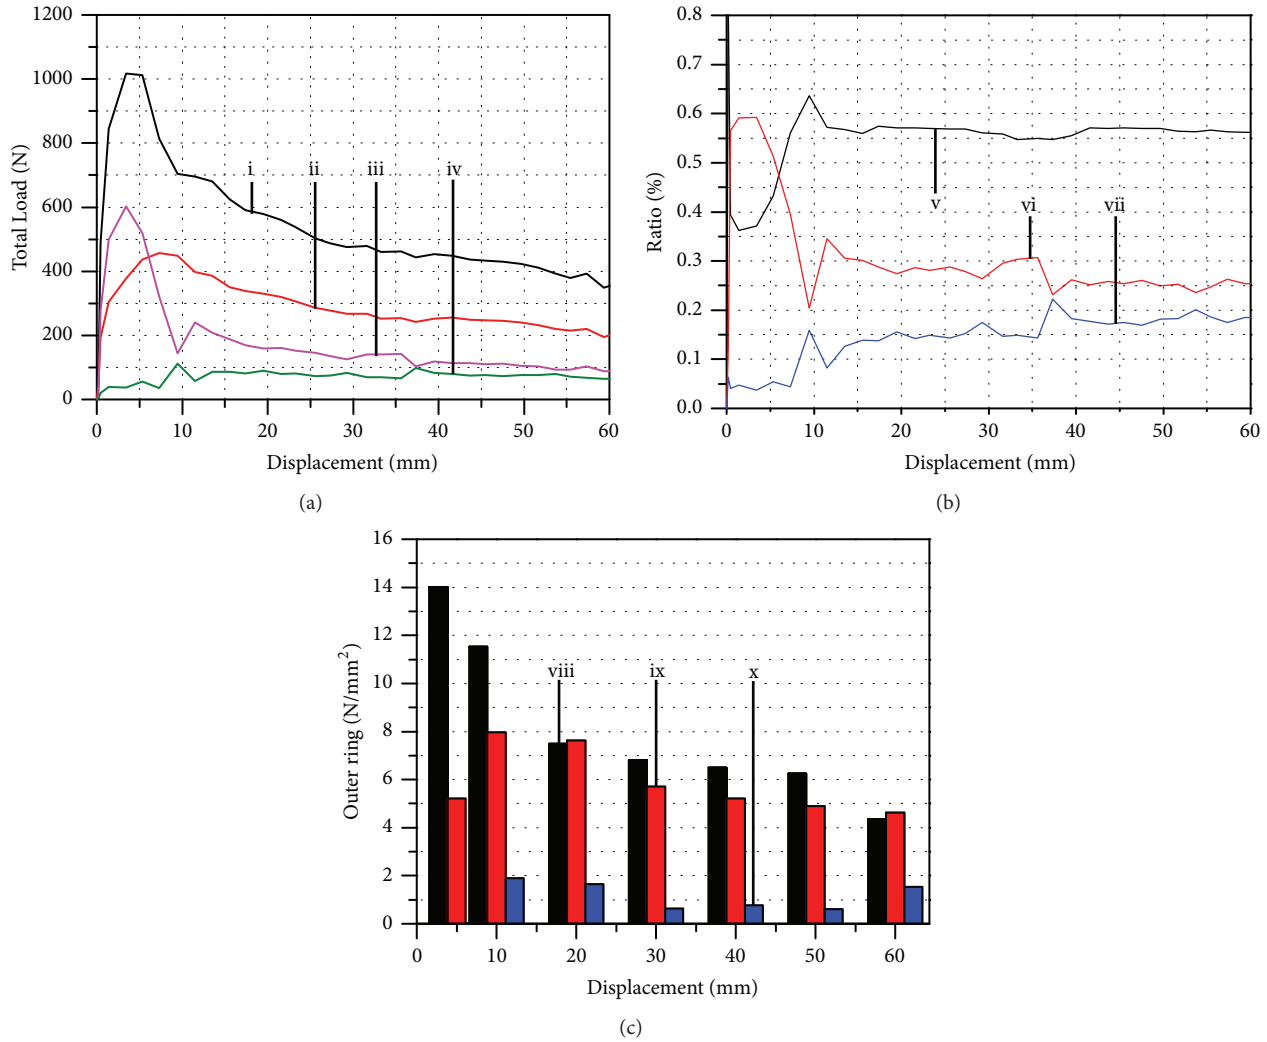 1200
1000
800
600
400
200
0
Total Load (N)
i
ii
iii
iv
0 10 20 30 40 50 60
Displacement (mm)
(a)
0.8
0.7
0.6
0.5
0.4
0.3
0.2
0.1
0.0
Ratio (%)
v
vi
vii
0 10 20 30 40 50 60
Displacement (mm)
(b)
16
14
12
10
8
6
4
2
0
Outer ring (N/mm²)
viii
ix
x
0 10 20 30 40 50 60
Displacement (mm)
(c)